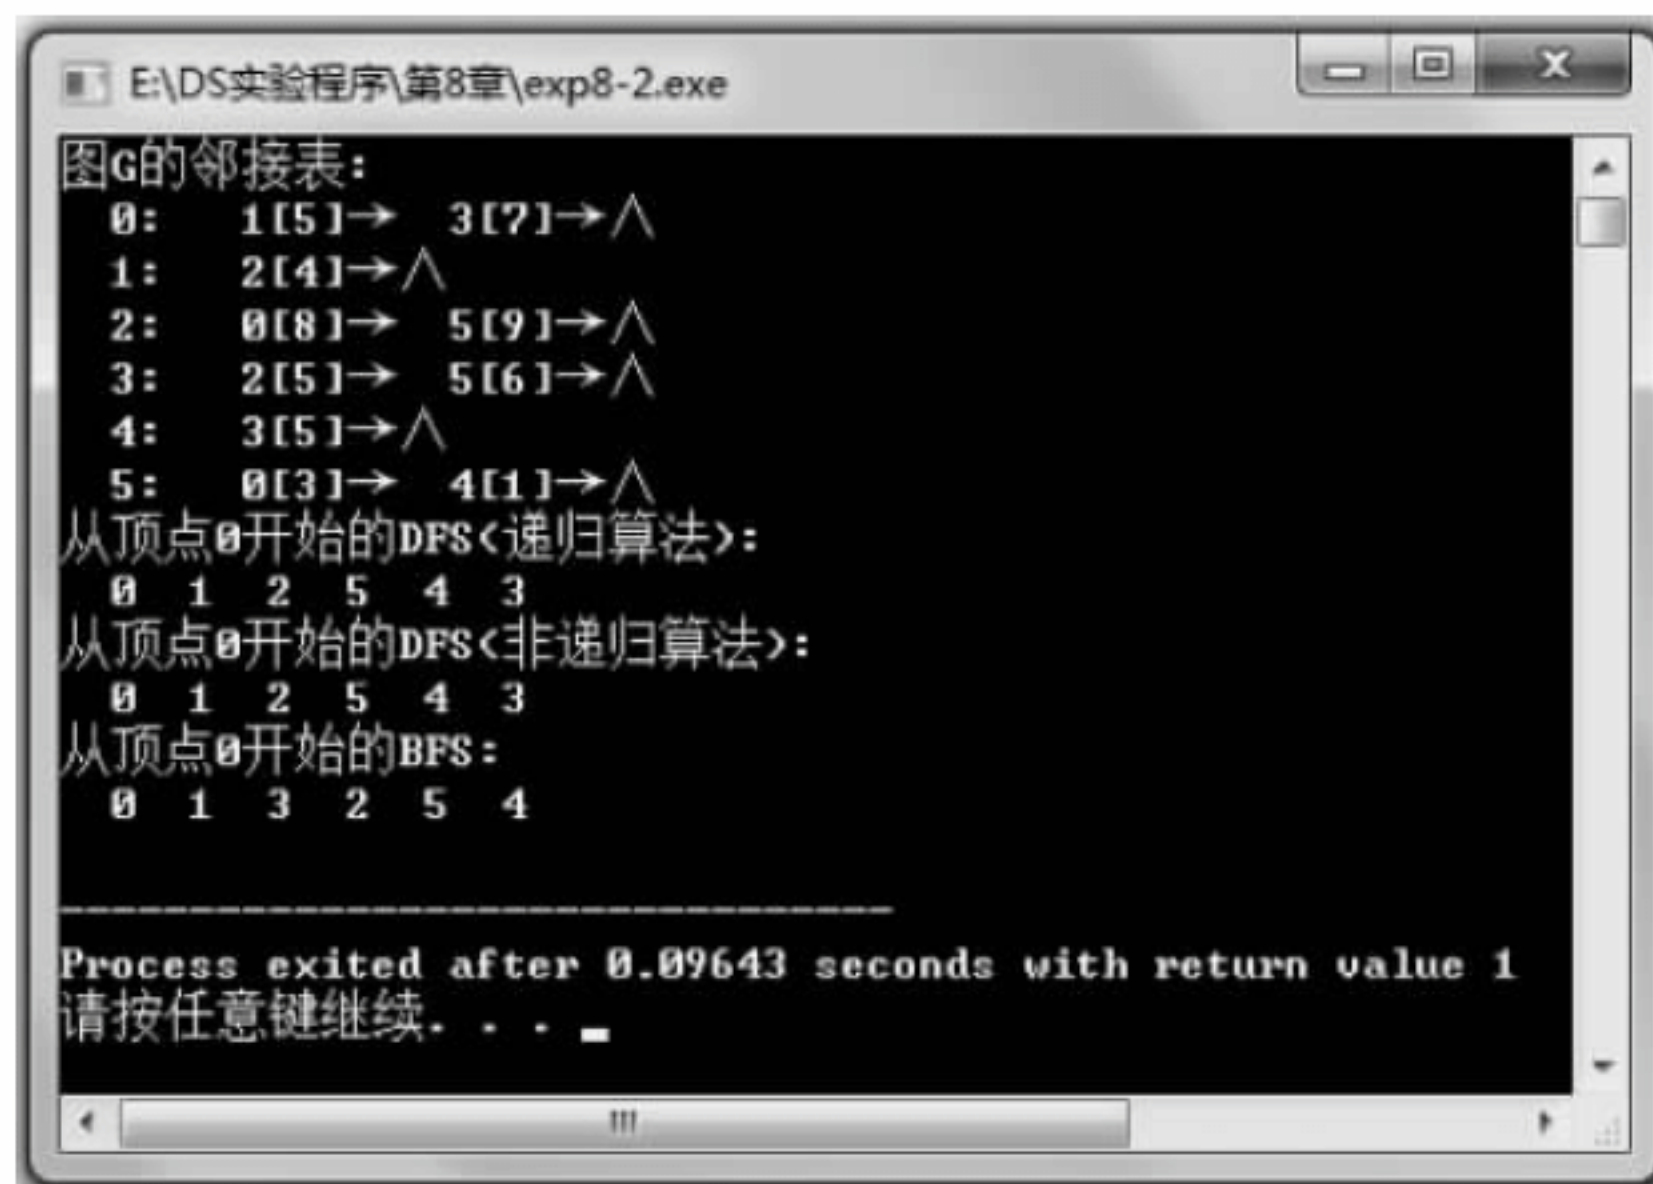 E:\DS实验程序\第8章\exp8-2.exe
图G的邻接表:
0: 1[5]→ 3[7]→∧
1: 2[4]→∧
2: 0[8]→ 5[9]→∧
3: 2[5]→ 5[6]→∧
4: 3[5]→∧
5: 0[3]→ 4[1]→∧
从顶点0开始的DFS<递归算法>:
0 1 2 5 4 3
从顶点0开始的DFS<非递归算法>:
0 1 2 5 4 3
从顶点0开始的BFS:
0 1 3 2 5 4
--------------------------------
Process exited after 0.09643 seconds with return value 1
请按任意键继续. . .